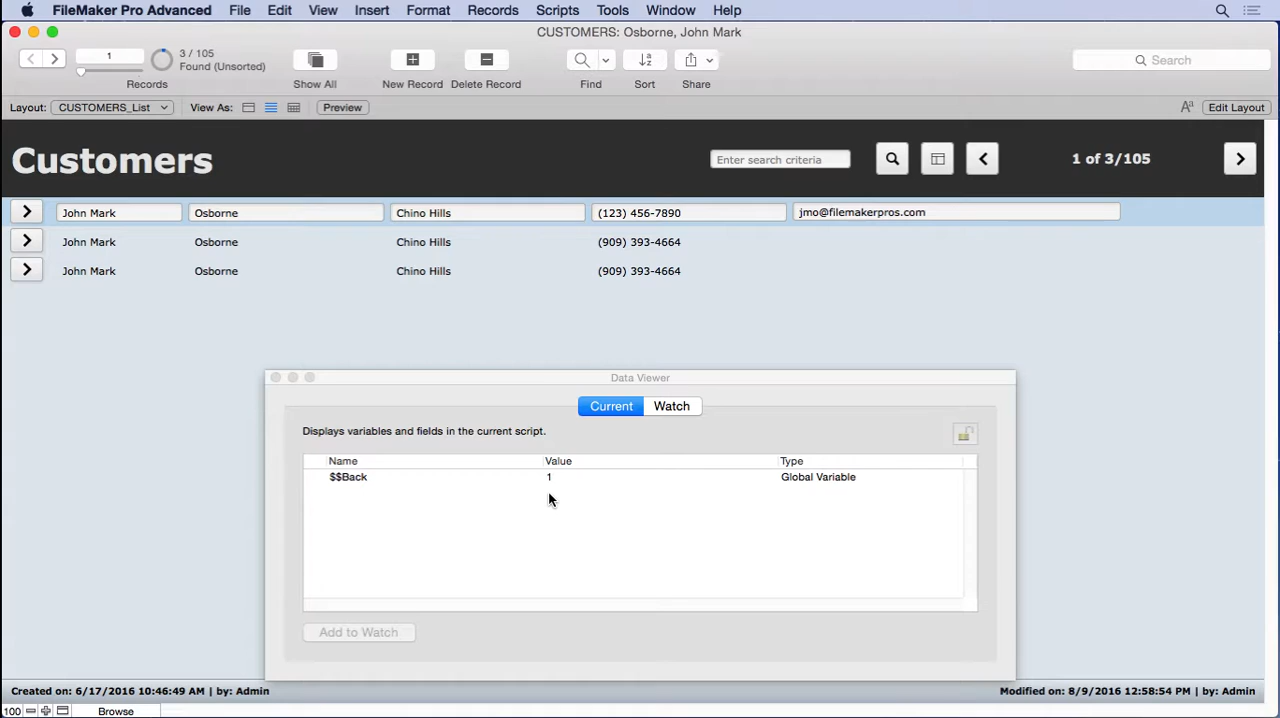 FileMaker Pro Advanced File Edit View Insert Format Records Scripts Tools Window Help
CUSTOMERS: Osborne, John Mark
1
3 / 105
Found (Unsorted)
Records
Show All
New Record
Delete Record
Find
Sort
Share
Search
Layout: CUSTOMERS_List View As: Preview Aª Edit Layout
Customers
Enter search criteria
1 of 3/105
John Mark Osborne Chino Hills (123) 456-7890 jmo@filemakerpros.com
John Mark Osborne Chino Hills (909) 393-4664
John Mark Osborne Chino Hills (909) 393-4664
Data Viewer
Current Watch
Displays variables and fields in the current script.
Name Value Type
$$Back 1 Global Variable
Add to Watch
Created on: 6/17/2016 10:46:49 AM | by: Admin
Modified on: 8/9/2016 12:58:54 PM | by: Admin
100 Browse